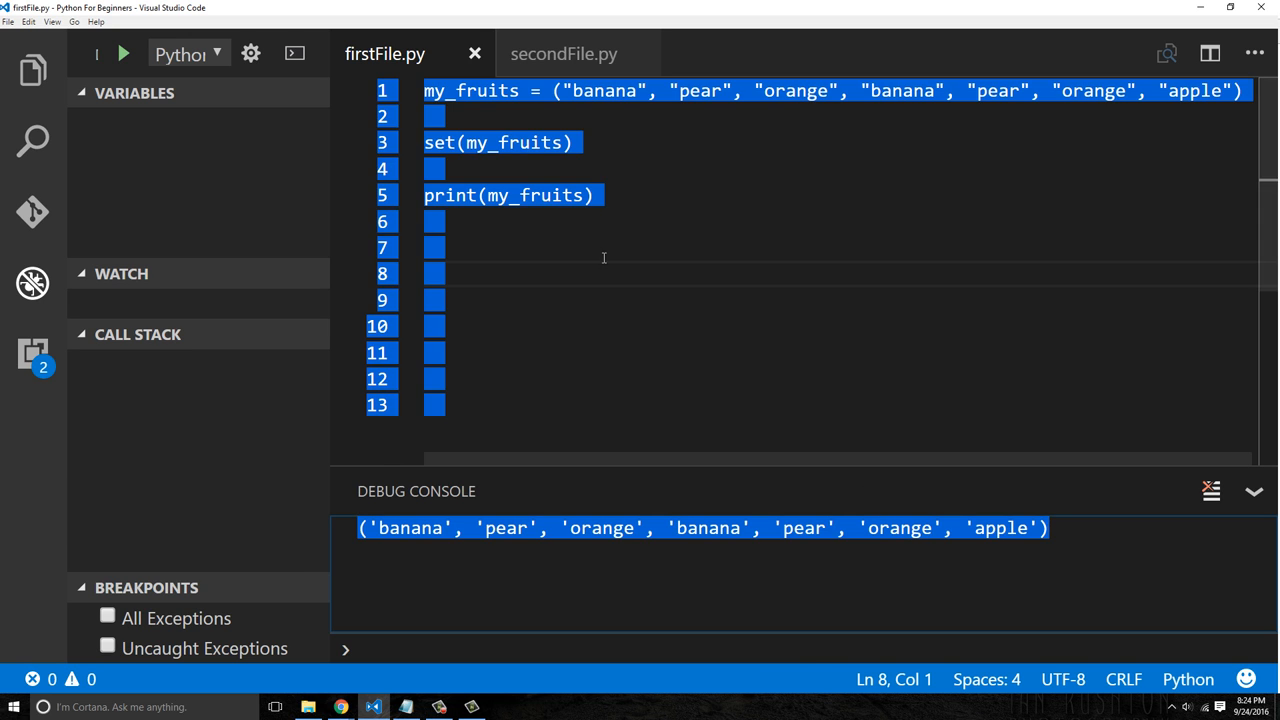 firstFile.py - Python For Beginners - Visual Studio Code
File Edit View Go Help
Python
firstFile.py
secondFile.py
VARIABLES
WATCH
CALL STACK
BREAKPOINTS
All Exceptions
Uncaught Exceptions
2
1 my_fruits = ("banana", "pear", "orange", "banana", "pear", "orange", "apple")
2
3 set(my_fruits)
4
5 print(my_fruits)
6
7
8
9
10
11
12
13
DEBUG CONSOLE
('banana', 'pear', 'orange', 'banana', 'pear', 'orange', 'apple')
0 0
Ln 8, Col 1 Spaces: 4 UTF-8 CRLF Python
I'm Cortana. Ask me anything.
8:24 PM
9/24/2016